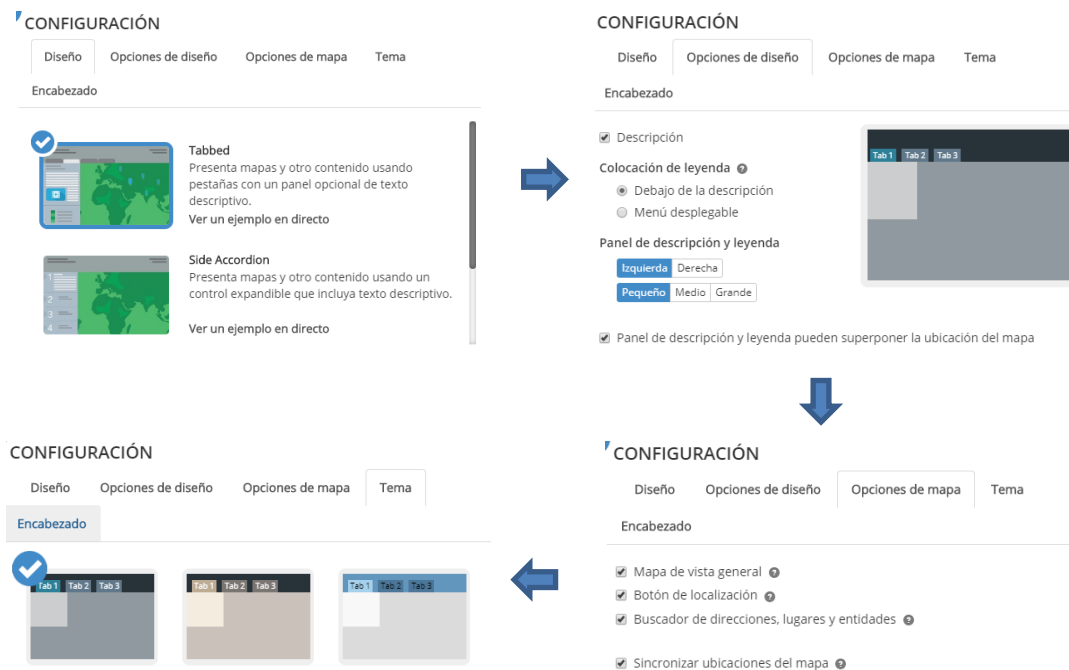 CONFIGURACIÓN
Diseño Opciones de diseño Opciones de mapa Tema
Encabezado
Tabbed
Presenta mapas y otro contenido usando
pestañas con un panel opcional de texto
descriptivo.
Ver un ejemplo en directo
Side Accordion
Presenta mapas y otro contenido usando un
control expandible que incluya texto descriptivo.
Ver un ejemplo en directo
1
2
3
4
CONFIGURACIÓN
Diseño Opciones de diseño Opciones de mapa Tema
Encabezado
Descripción
Colocación de leyenda ?
Debajo de la descripción
Menú desplegable
Panel de descripción y leyenda
Izquierda Derecha
Pequeño Medio Grande
Panel de descripción y leyenda pueden superponer la ubicación del mapa
Tab 1 Tab 2 Tab 3
CONFIGURACIÓN
Diseño Opciones de diseño Opciones de mapa Tema
Encabezado
Mapa de vista general ?
Botón de localización ?
Buscador de direcciones, lugares y entidades ?
Sincronizar ubicaciones del mapa ?
CONFIGURACIÓN
Diseño Opciones de diseño Opciones de mapa Tema
Encabezado
Tab 1 Tab 2 Tab 3
Tab 1 Tab 2 Tab 3
Tab 1 Tab 2 Tab 3